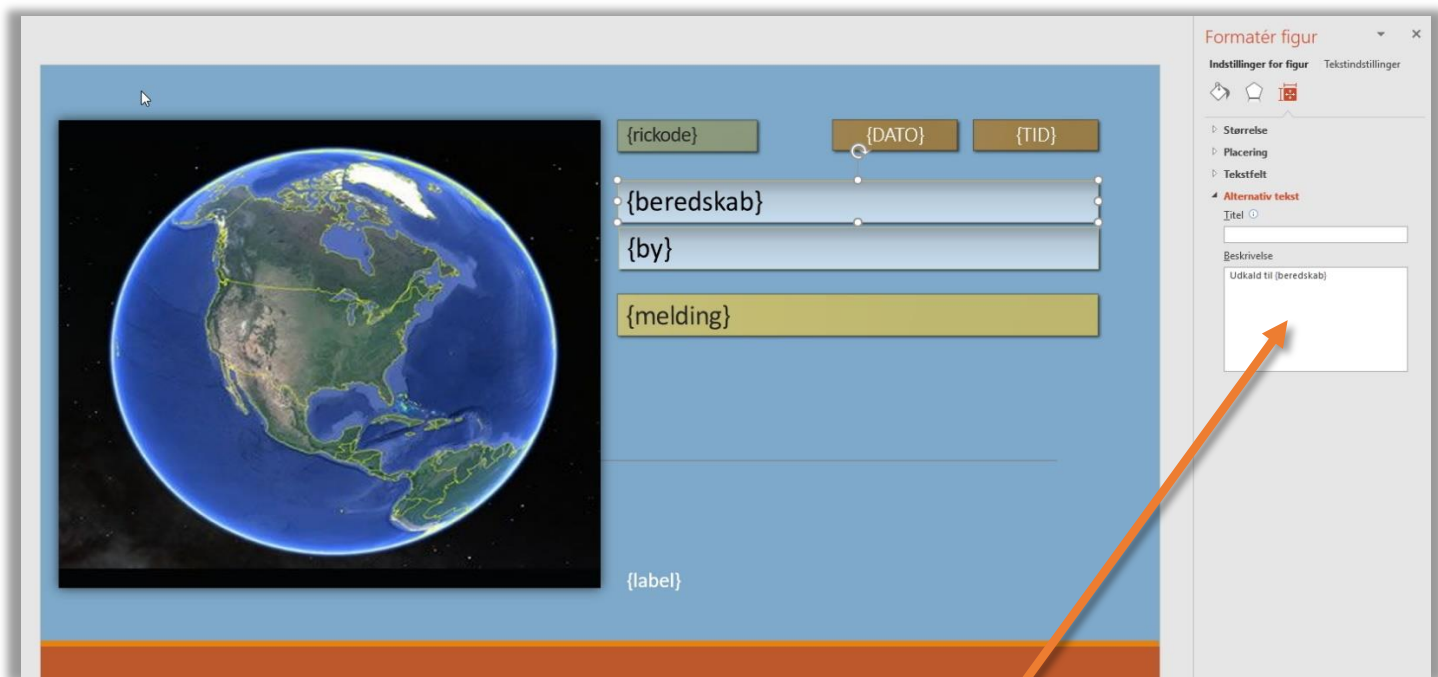 {rickode}
{DATO}
{TID}
{beredskab}
{by}
{melding}
{label}
Formatér figur
Indstillinger for figur Tekstindstillinger
Størrelse
Placering
Tekstfelt
Alternativ tekst
Titel
Beskrivelse
Udkald til {beredskab}